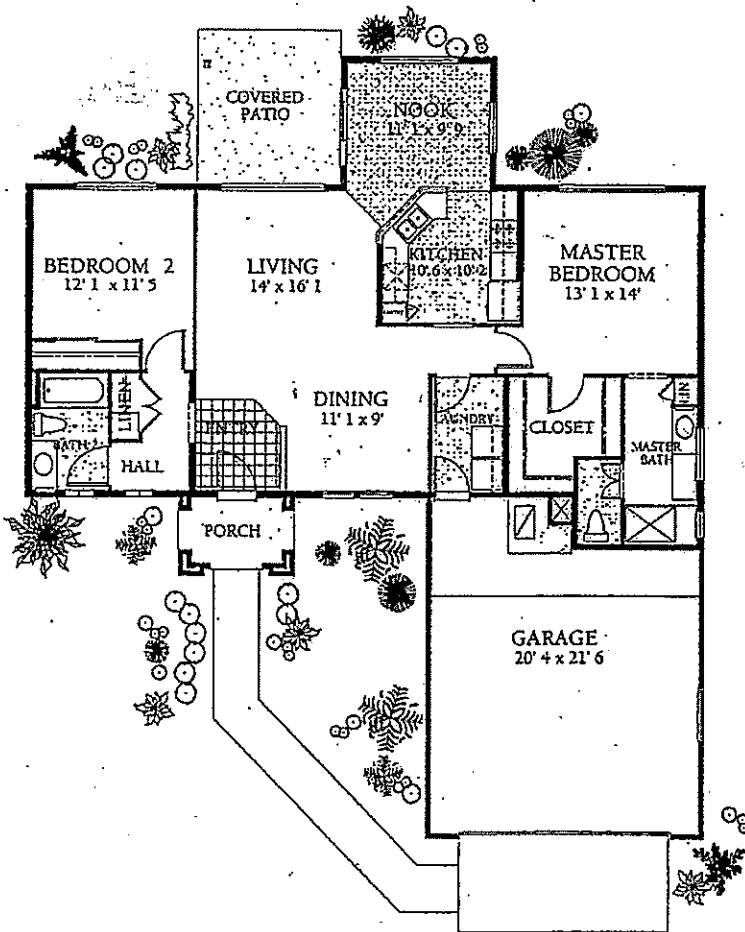 COVERED
PATIO
NOOK
11' 1 x 9' 9
BEDROOM 2
12' 1 x 11' 5
LIVING
14' x 16' 1
KITCHEN
10' 6 x 10' 2
MASTER
BEDROOM
13' 1 x 14'
LINEN
DINING
11' 1 x 9'
ENTRY
LAUNDRY
CLOSET
LIN
MASTER
BATH
BATH 2
HALL
PORCH
GARAGE
20' 4 x 21' 6